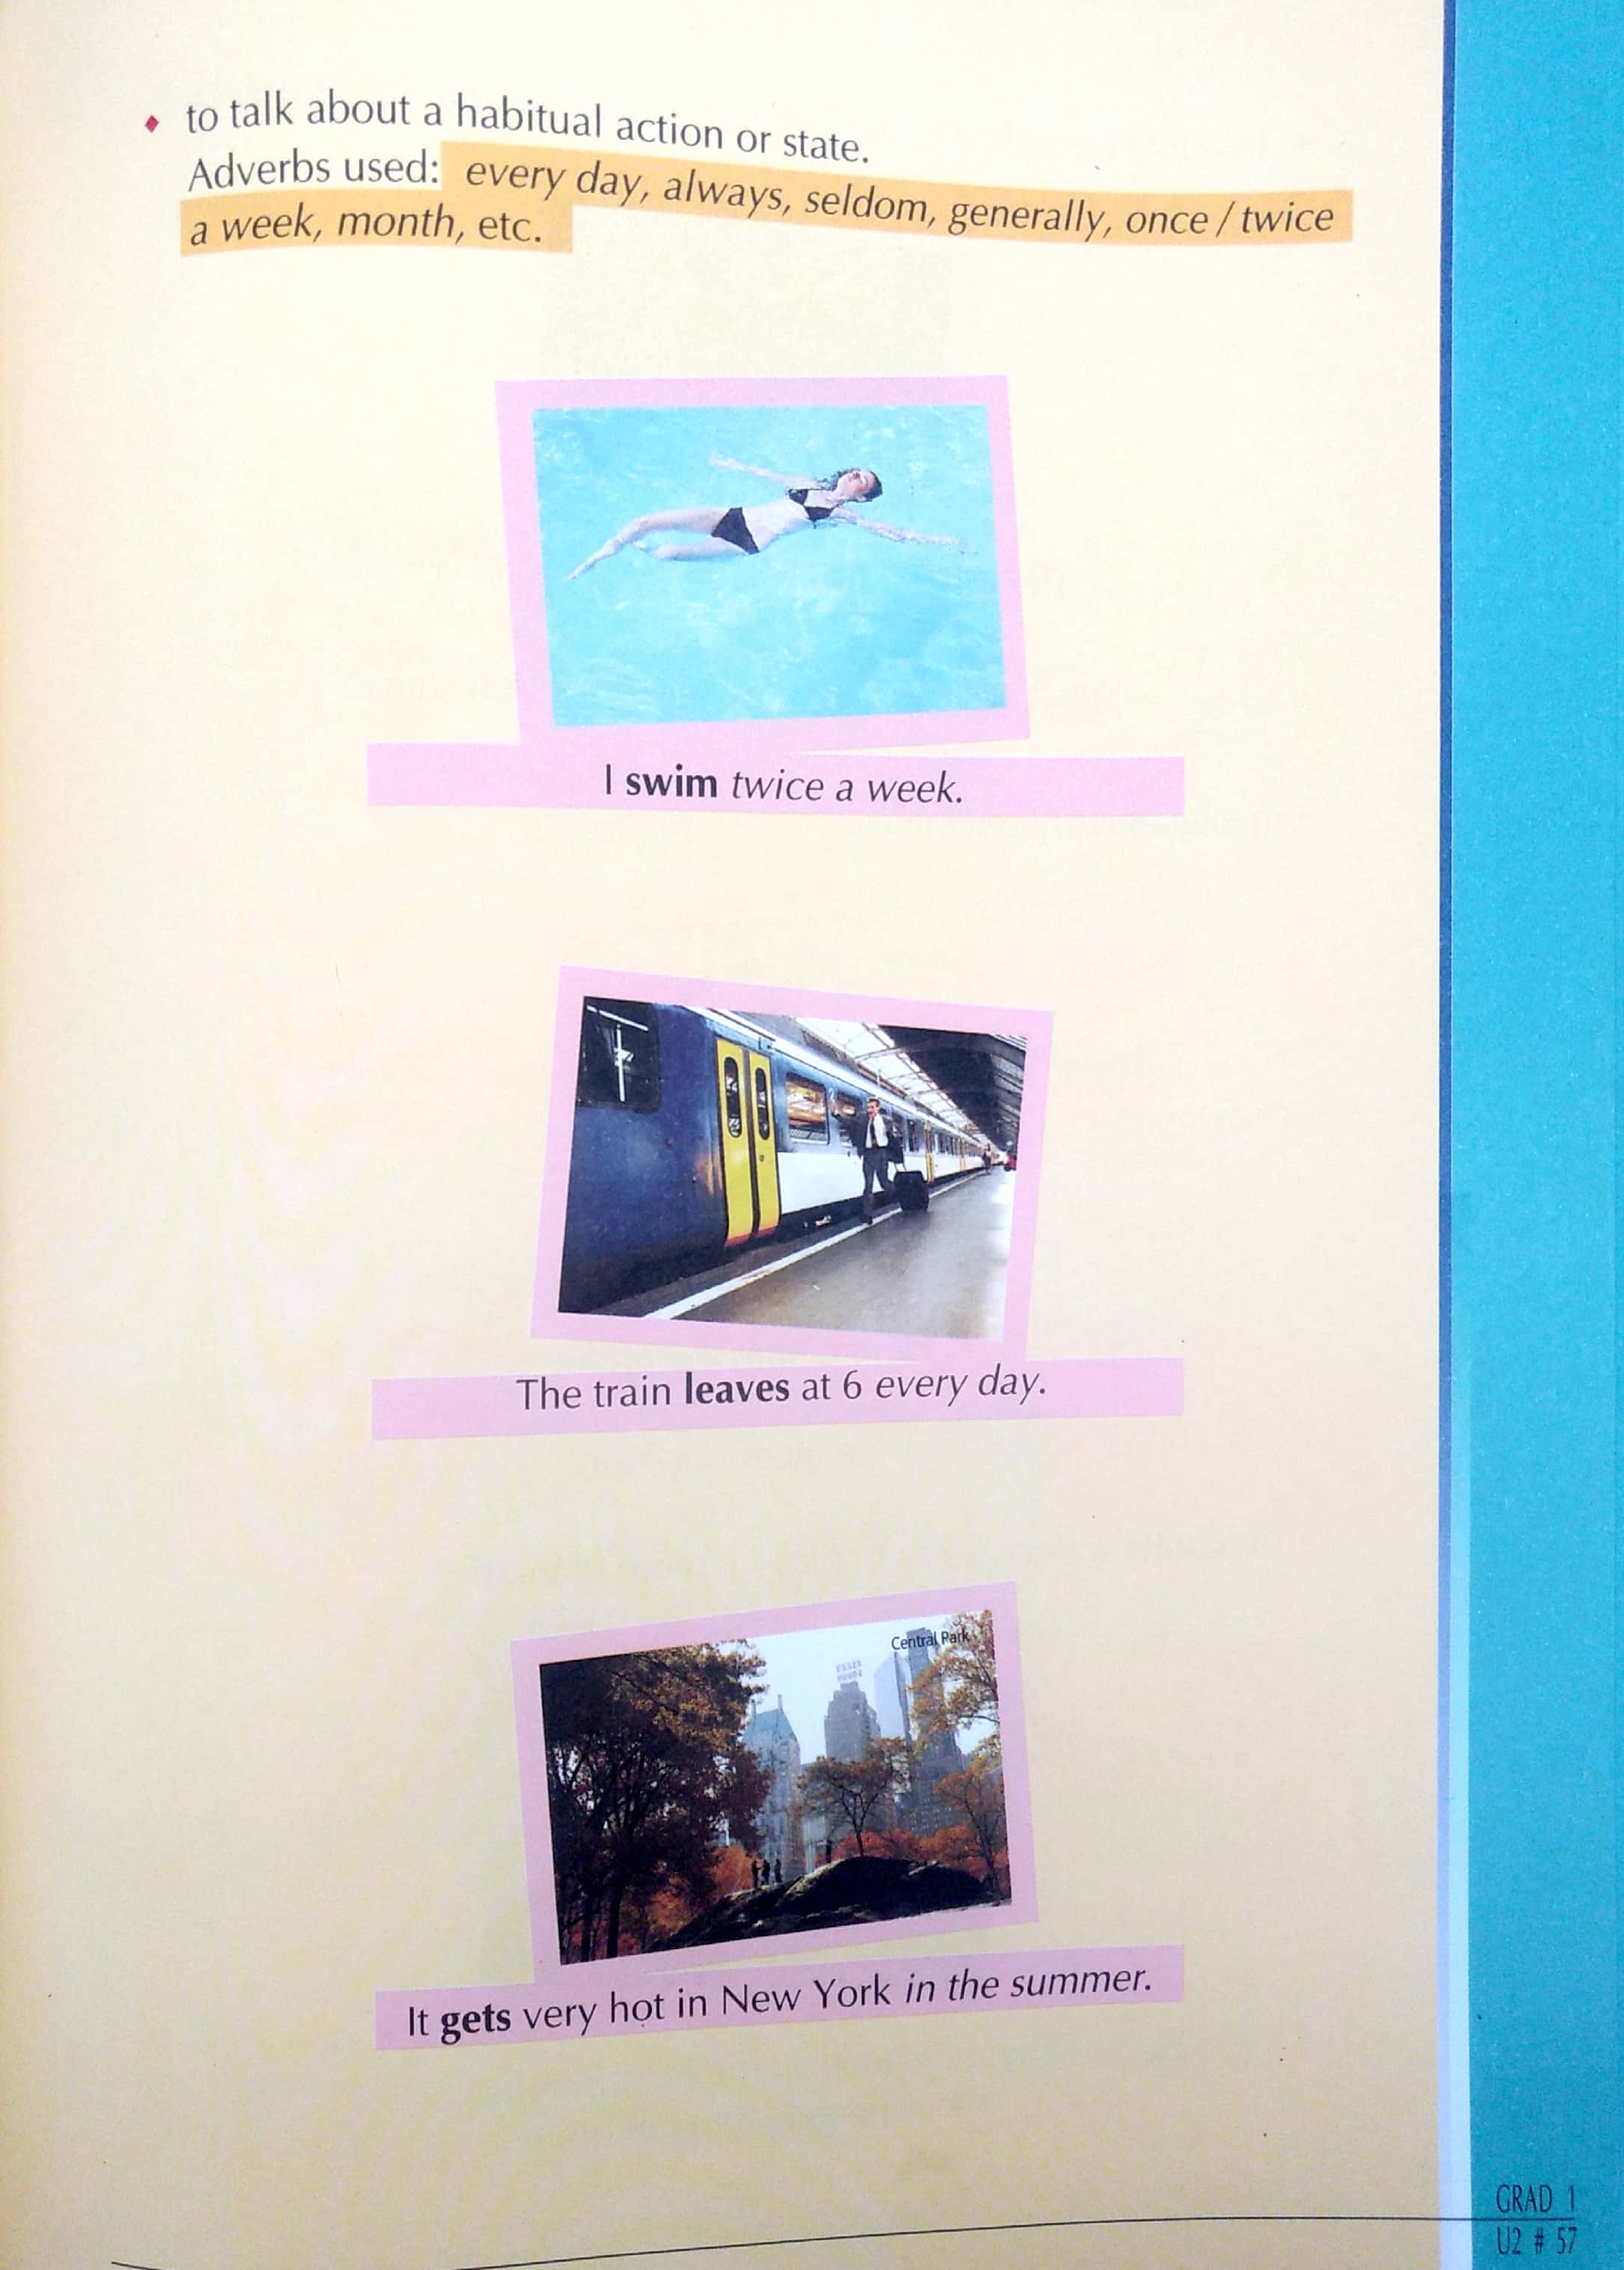 ♦ to talk about a habitual action or state.
Adverbs used: every day, always, seldom, generally, once / twice
a week, month, etc.
I swim twice a week.
The train leaves at 6 every day.
Central Park
ESSEX
HOUSE
It gets very hot in New York in the summer.
GRAD 1
U2 # 57